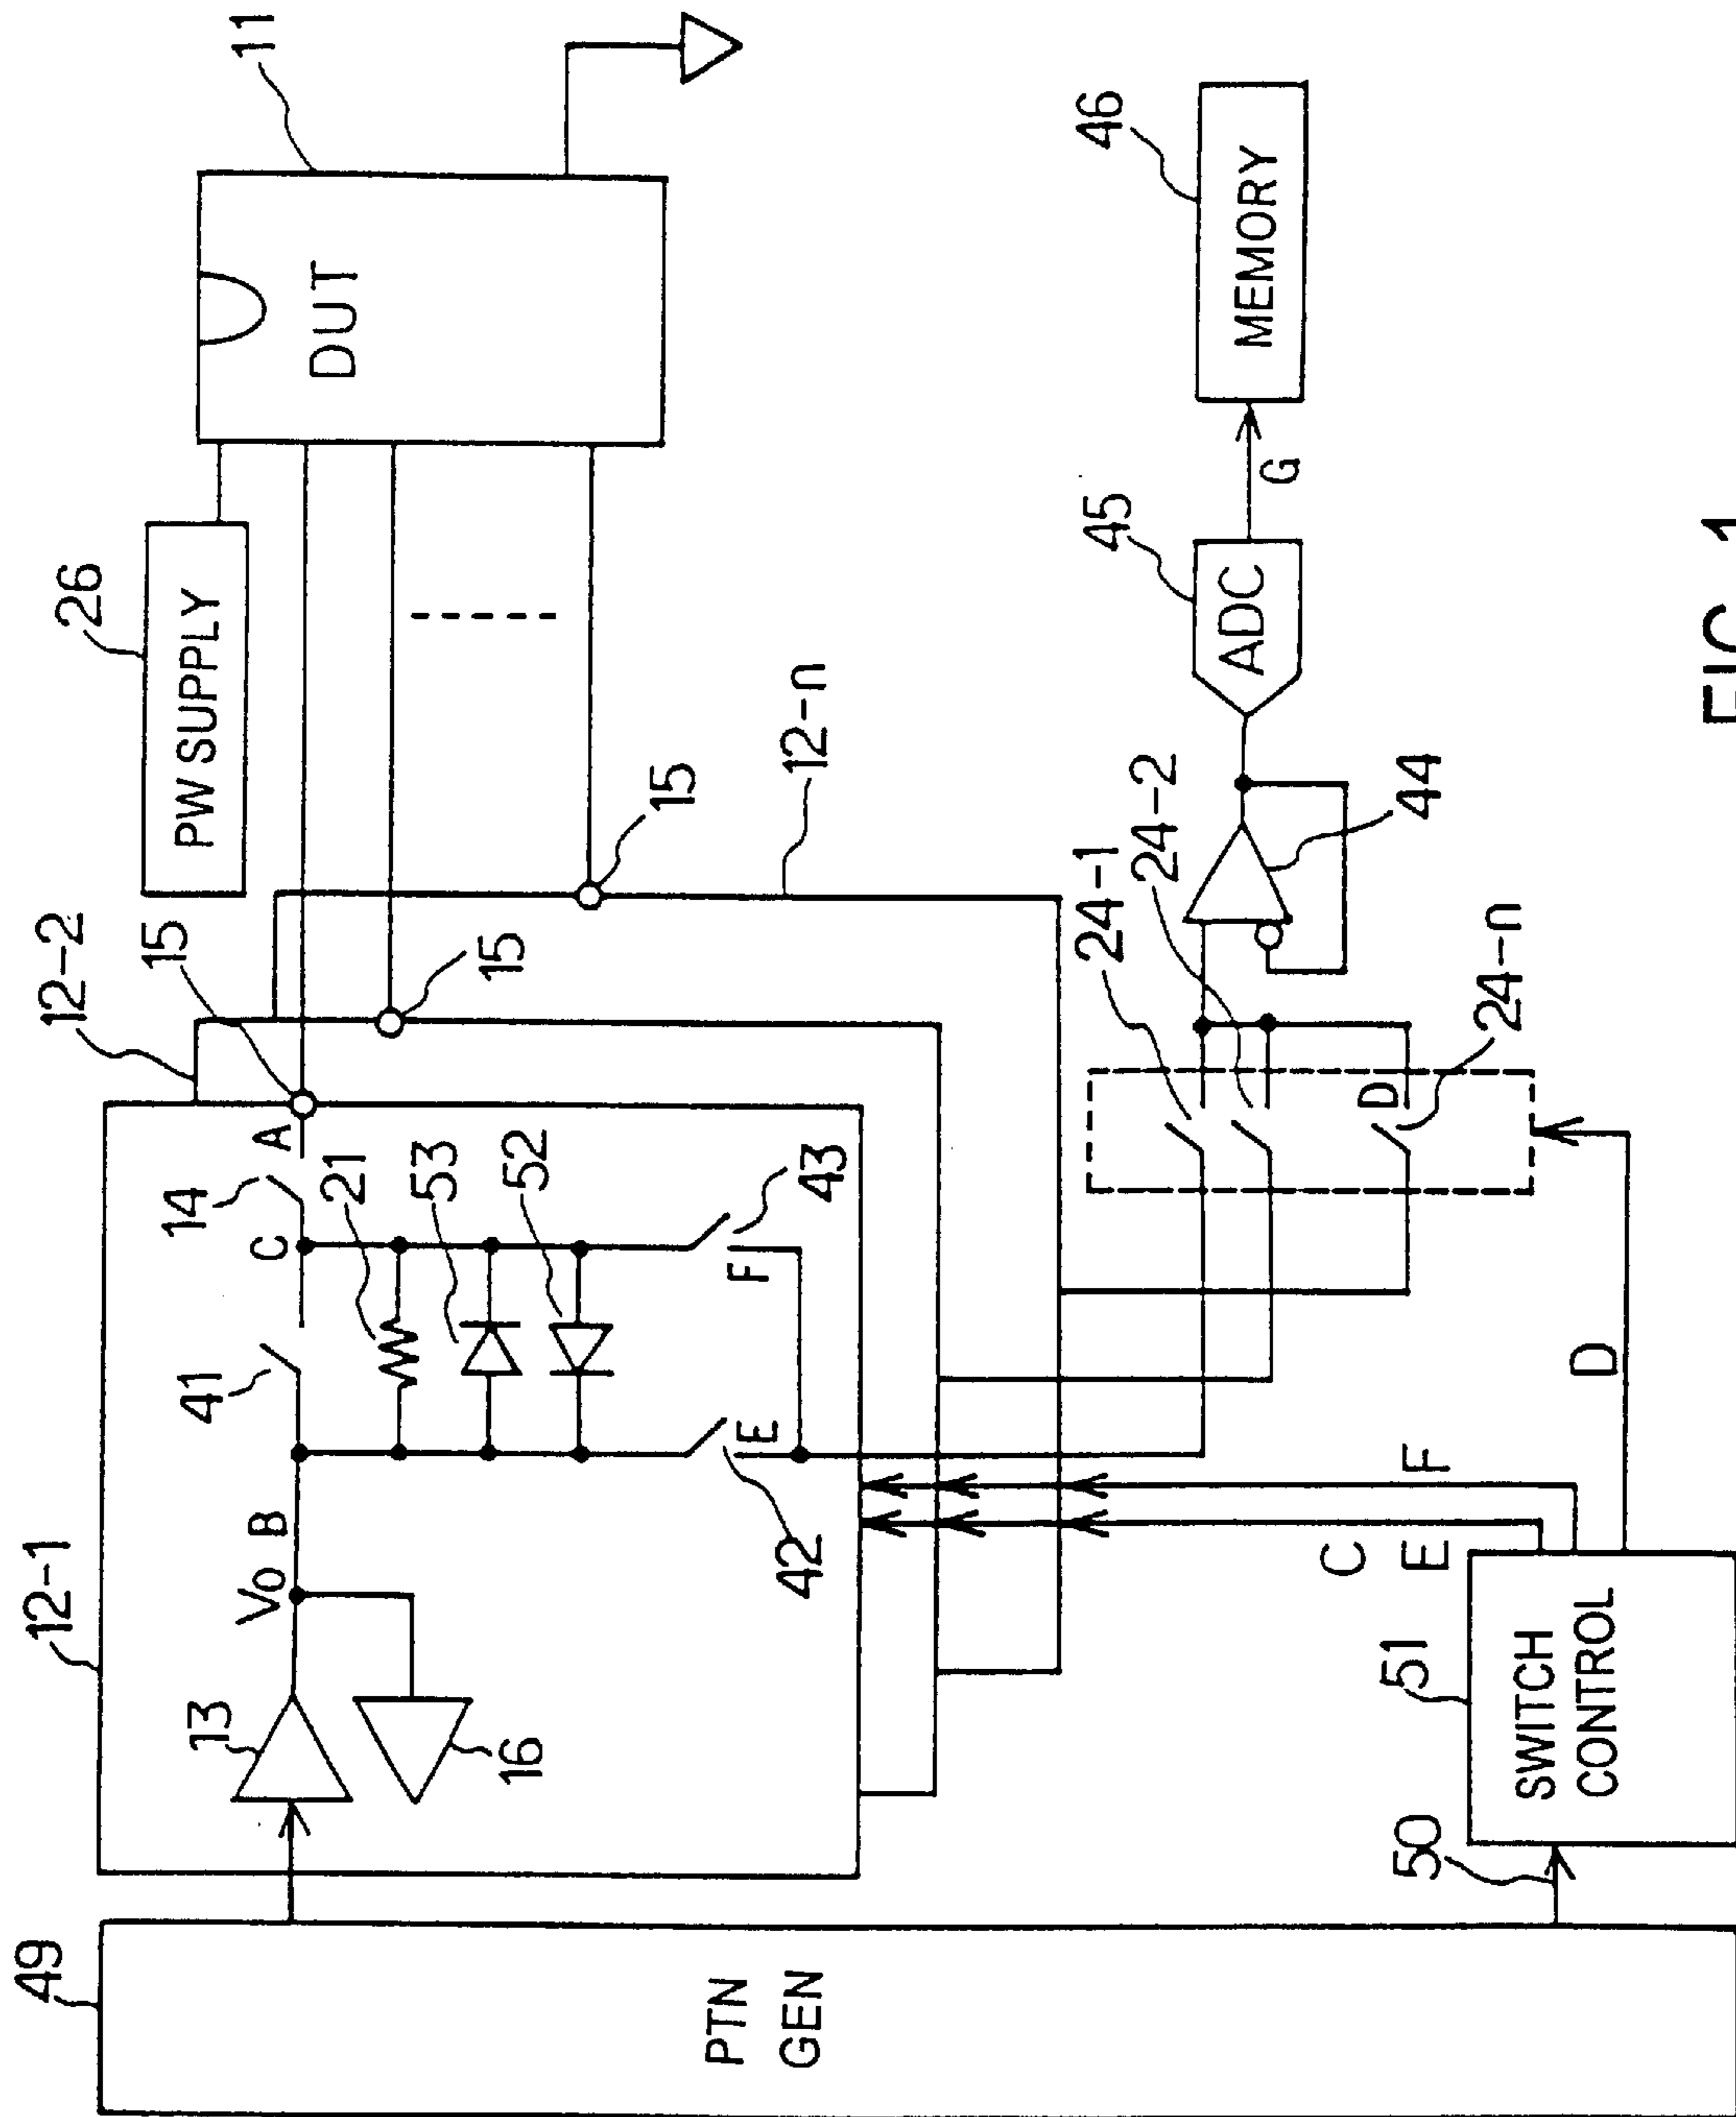 49
PTN
GEN
12-1
13
16
Vo
B
41
C
14
A
21
53
52
42
E
43
F
12-2
15
15
15
12-n
PW SUPPLY
26
DUT
11
50
SWITCH
CONTROL
51
C
E
F
D
24-1
24-2
24-n
D
44
ADC
45
G
MEMORY
46
FIG. 1